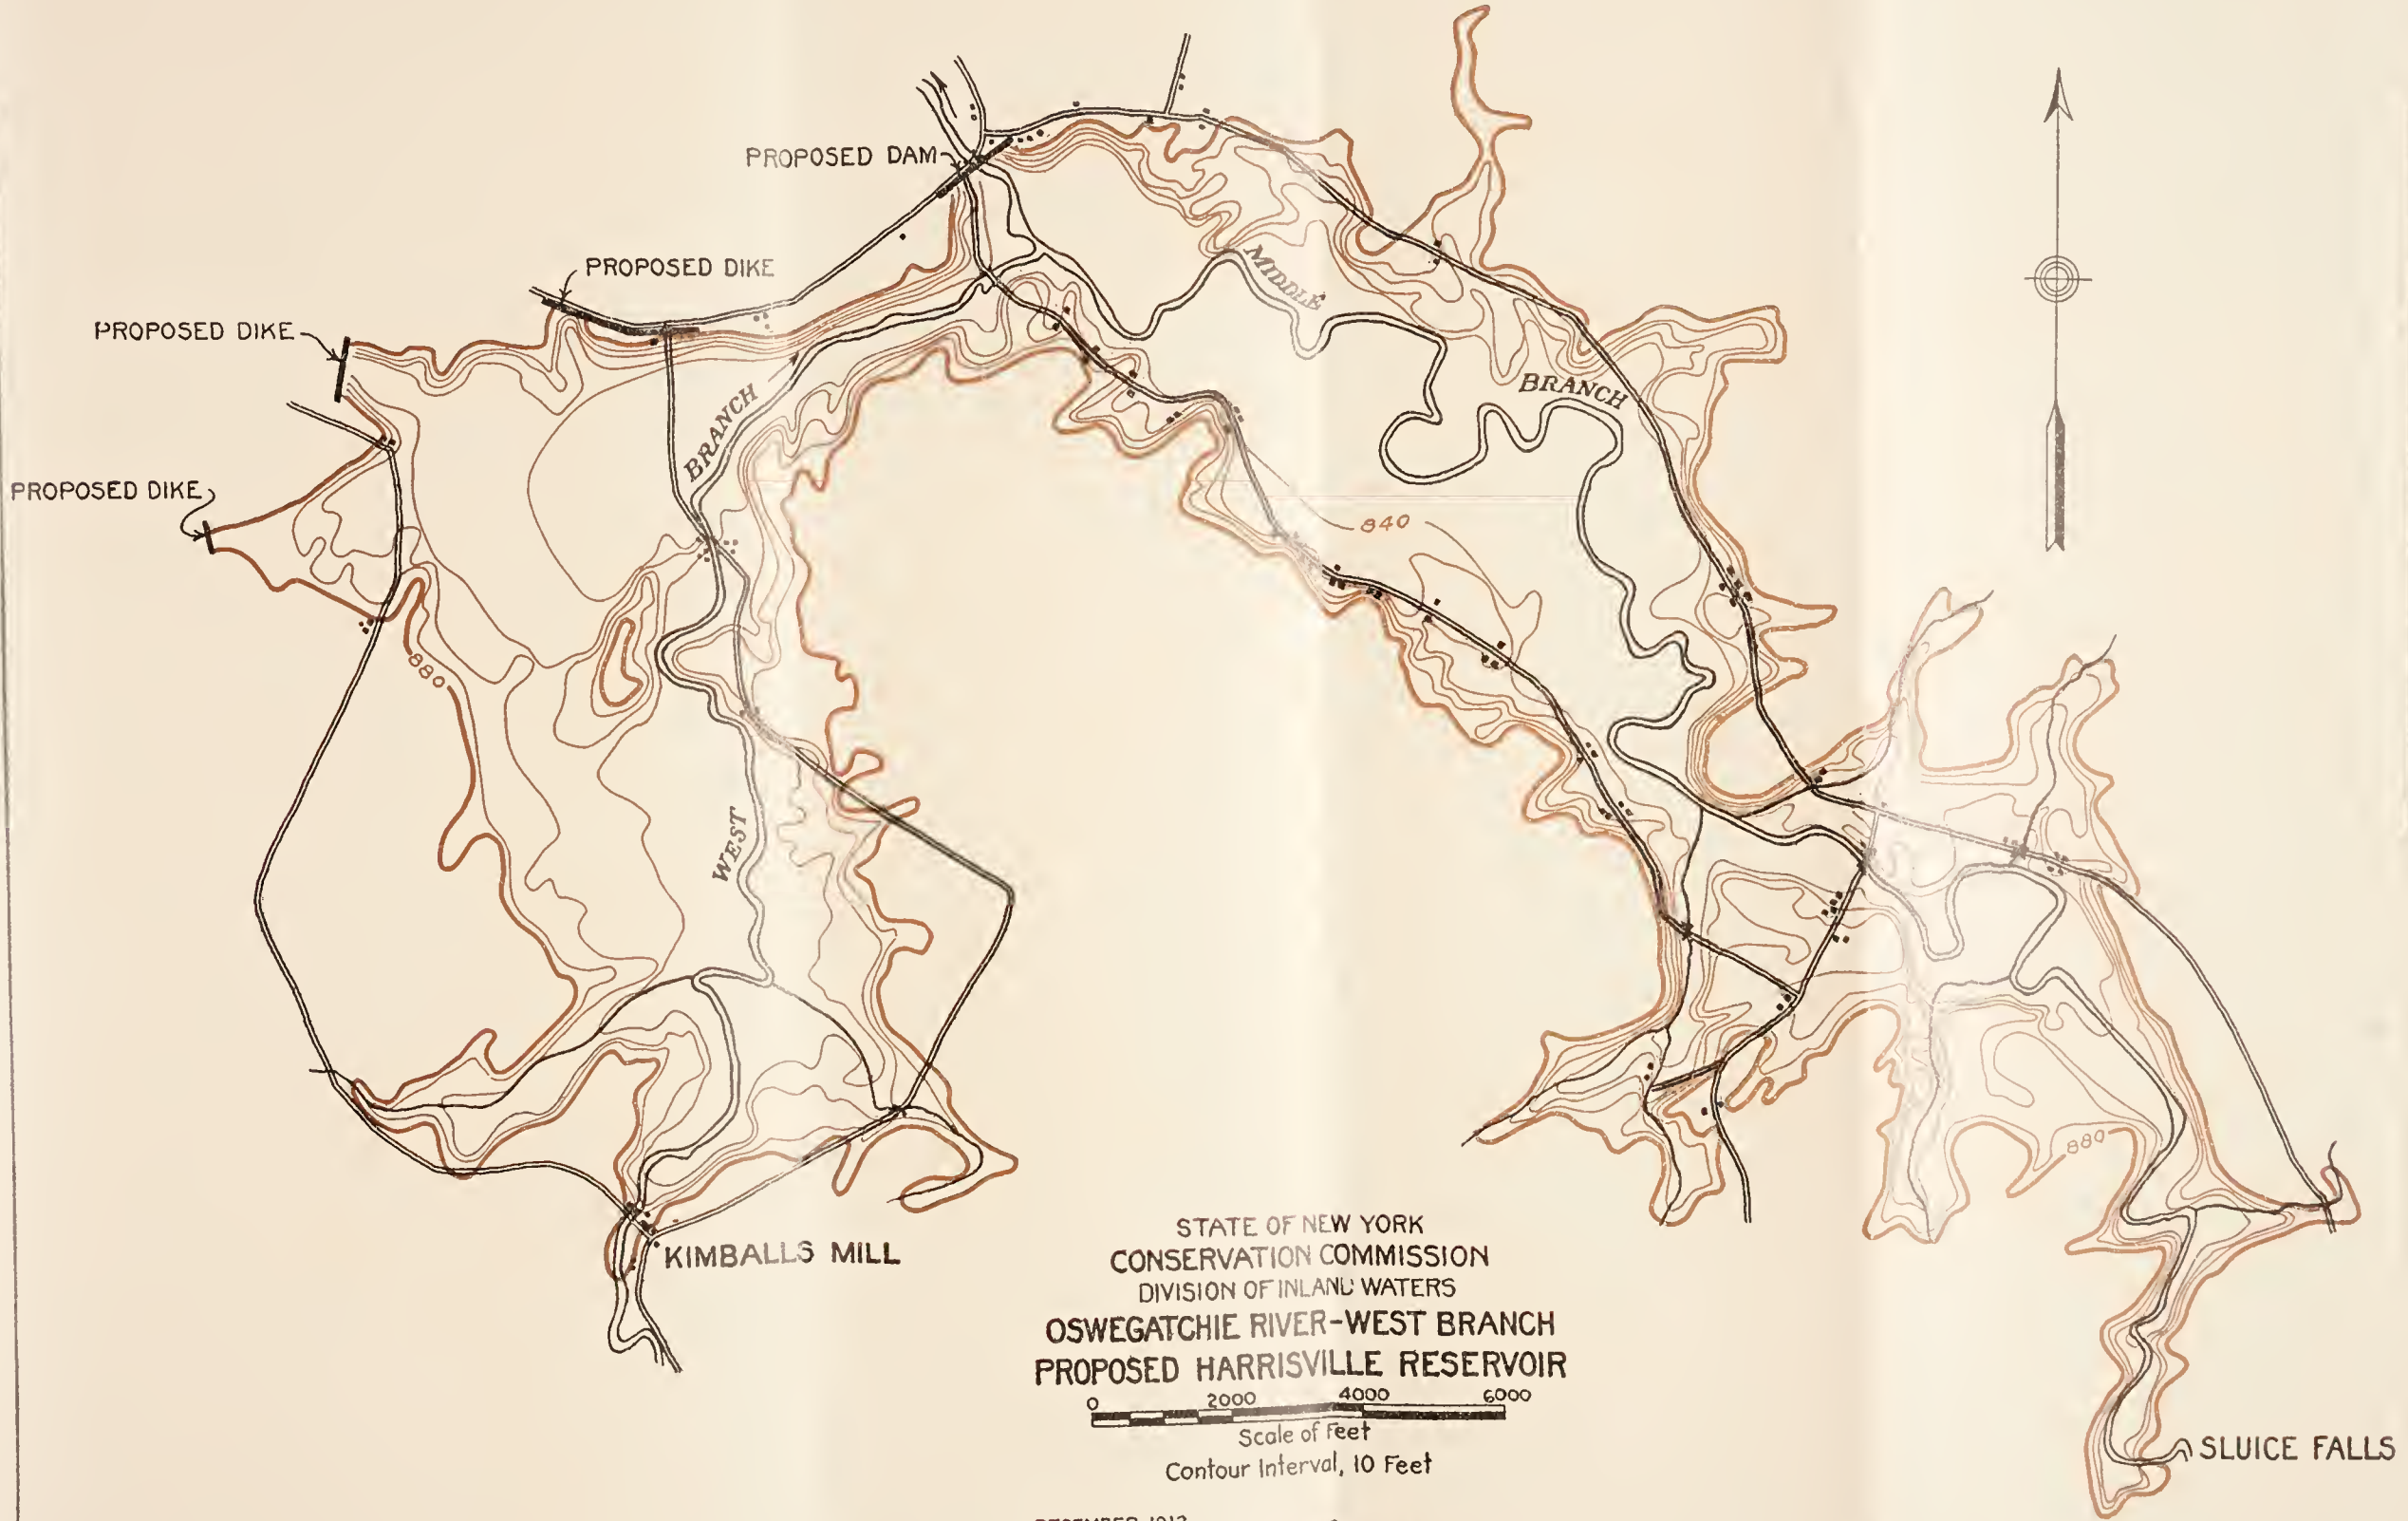 PROPOSED DAM
PROPOSED DIKE
PROPOSED DIKE
PROPOSED DIKE
MIDDLE
BRANCH
BRANCH
WEST
840
880
880
KIMBALLS MILL
SLUICE FALLS
STATE OF NEW YORK
CONSERVATION COMMISSION
DIVISION OF INLAND WATERS
OSWEGATCHIE RIVER-WEST BRANCH
PROPOSED HARRISVILLE RESERVOIR
0 2000 4000 6000
Scale of Feet
Contour Interval, 10 Feet
DECEMBER 1912